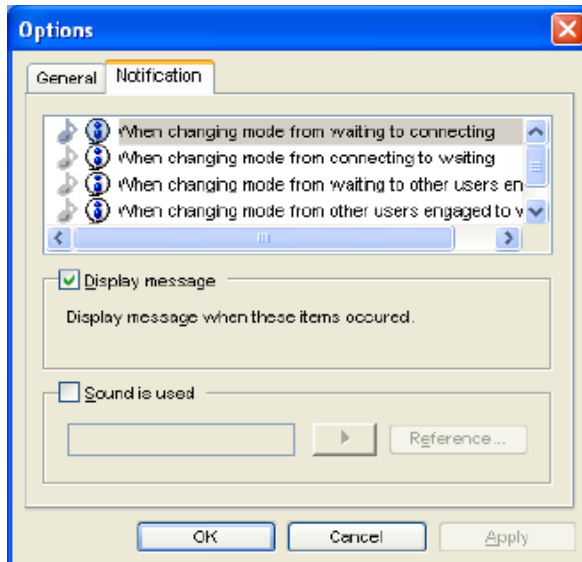 Options
General Notification
When changing mode from waiting to connecting
When changing mode from connecting to waiting
When changing mode from waiting to other users en
When changing mode from other users engaged to w
Display message
Display message when these items occured.
Sound is used
Reference...
OK Cancel Apply